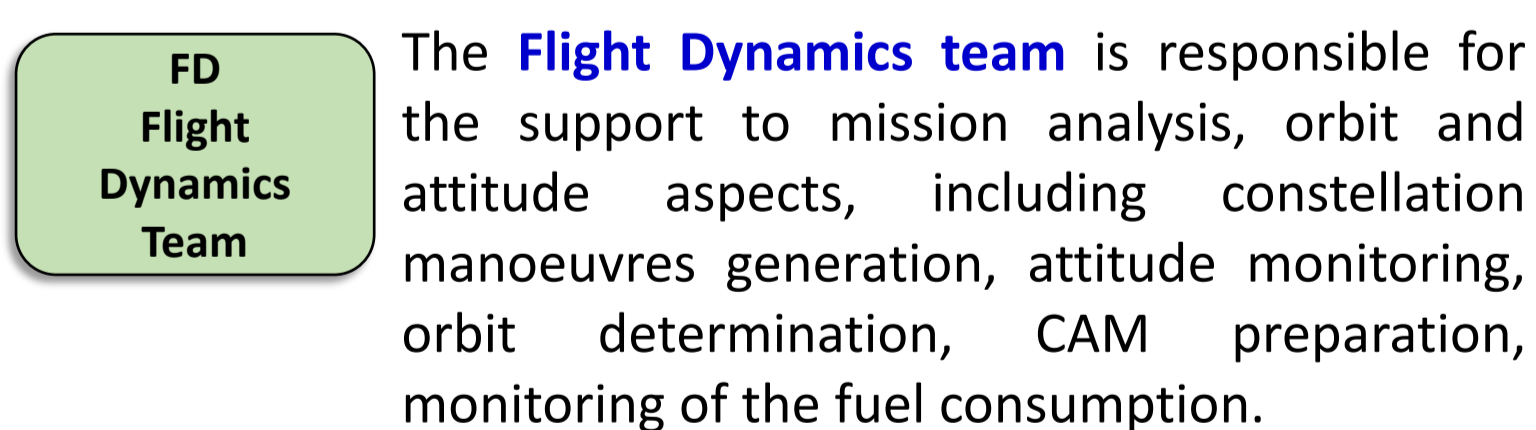 FD
Flight
Dynamics
Team
The Flight Dynamics team is responsible for
the support to mission analysis, orbit and
attitude aspects, including constellation
manoeuvres generation, attitude monitoring,
orbit determination, CAM preparation,
monitoring of the fuel consumption.